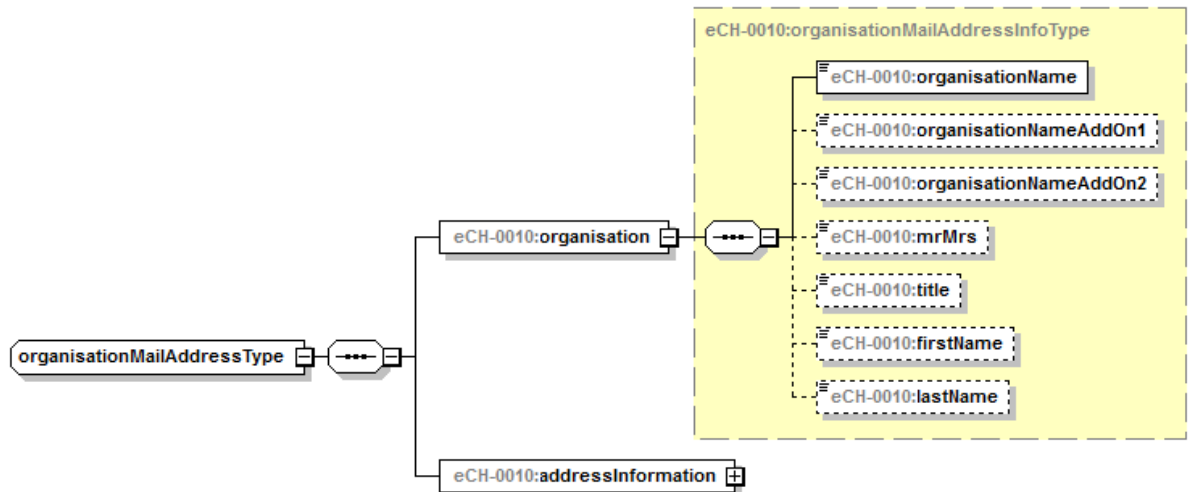 eCH-0010:organisationMailAddressInfoType
eCH-0010:organisationName
eCH-0010:organisationNameAddOn1
eCH-0010:organisationNameAddOn2
eCH-0010:organisation
eCH-0010:mrMrs
eCH-0010:title
eCH-0010:firstName
organisationMailAddressType
eCH-0010:lastName
eCH-0010:addressInformation